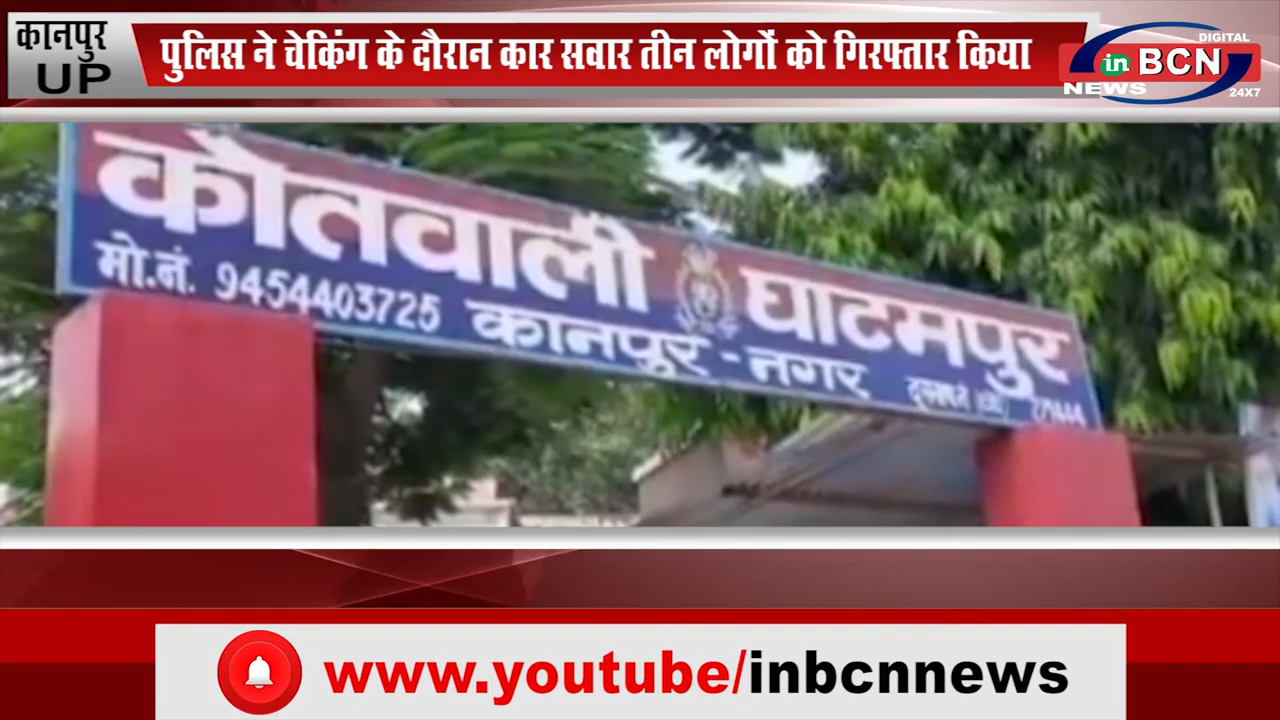 कानपुर
UP
पुलिस ने चेकिंग के दौरान कार सवार तीन लोगों को गिरफ्तार किया
DIGITAL
in BCN
NEWS
24X7
कोतवाली घाटमपुर
मो.नं. 9454403725 कानपुर - नगर
www.youtube/inbcnnews